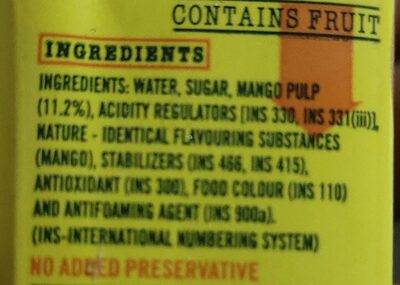 CONTAINS FRUIT
INGREDIENTS
INGREDIENTS: WATER, SUGAR, MANGO PULP
(11.2%), ACIDITY REGULATORS [INS 330, INS 331(iii)],
NATURE - IDENTICAL FLAVOURING SUBSTANCES
(MANGO), STABILIZERS (INS 466, INS 415),
ANTIOXIDANT (INS 300), FOOD COLOUR (INS 110)
AND ANTIFOAMING AGENT (INS 900a).
(INS-INTERNATIONAL NUMBERING SYSTEM)
NO ADDED PRESERVATIVE